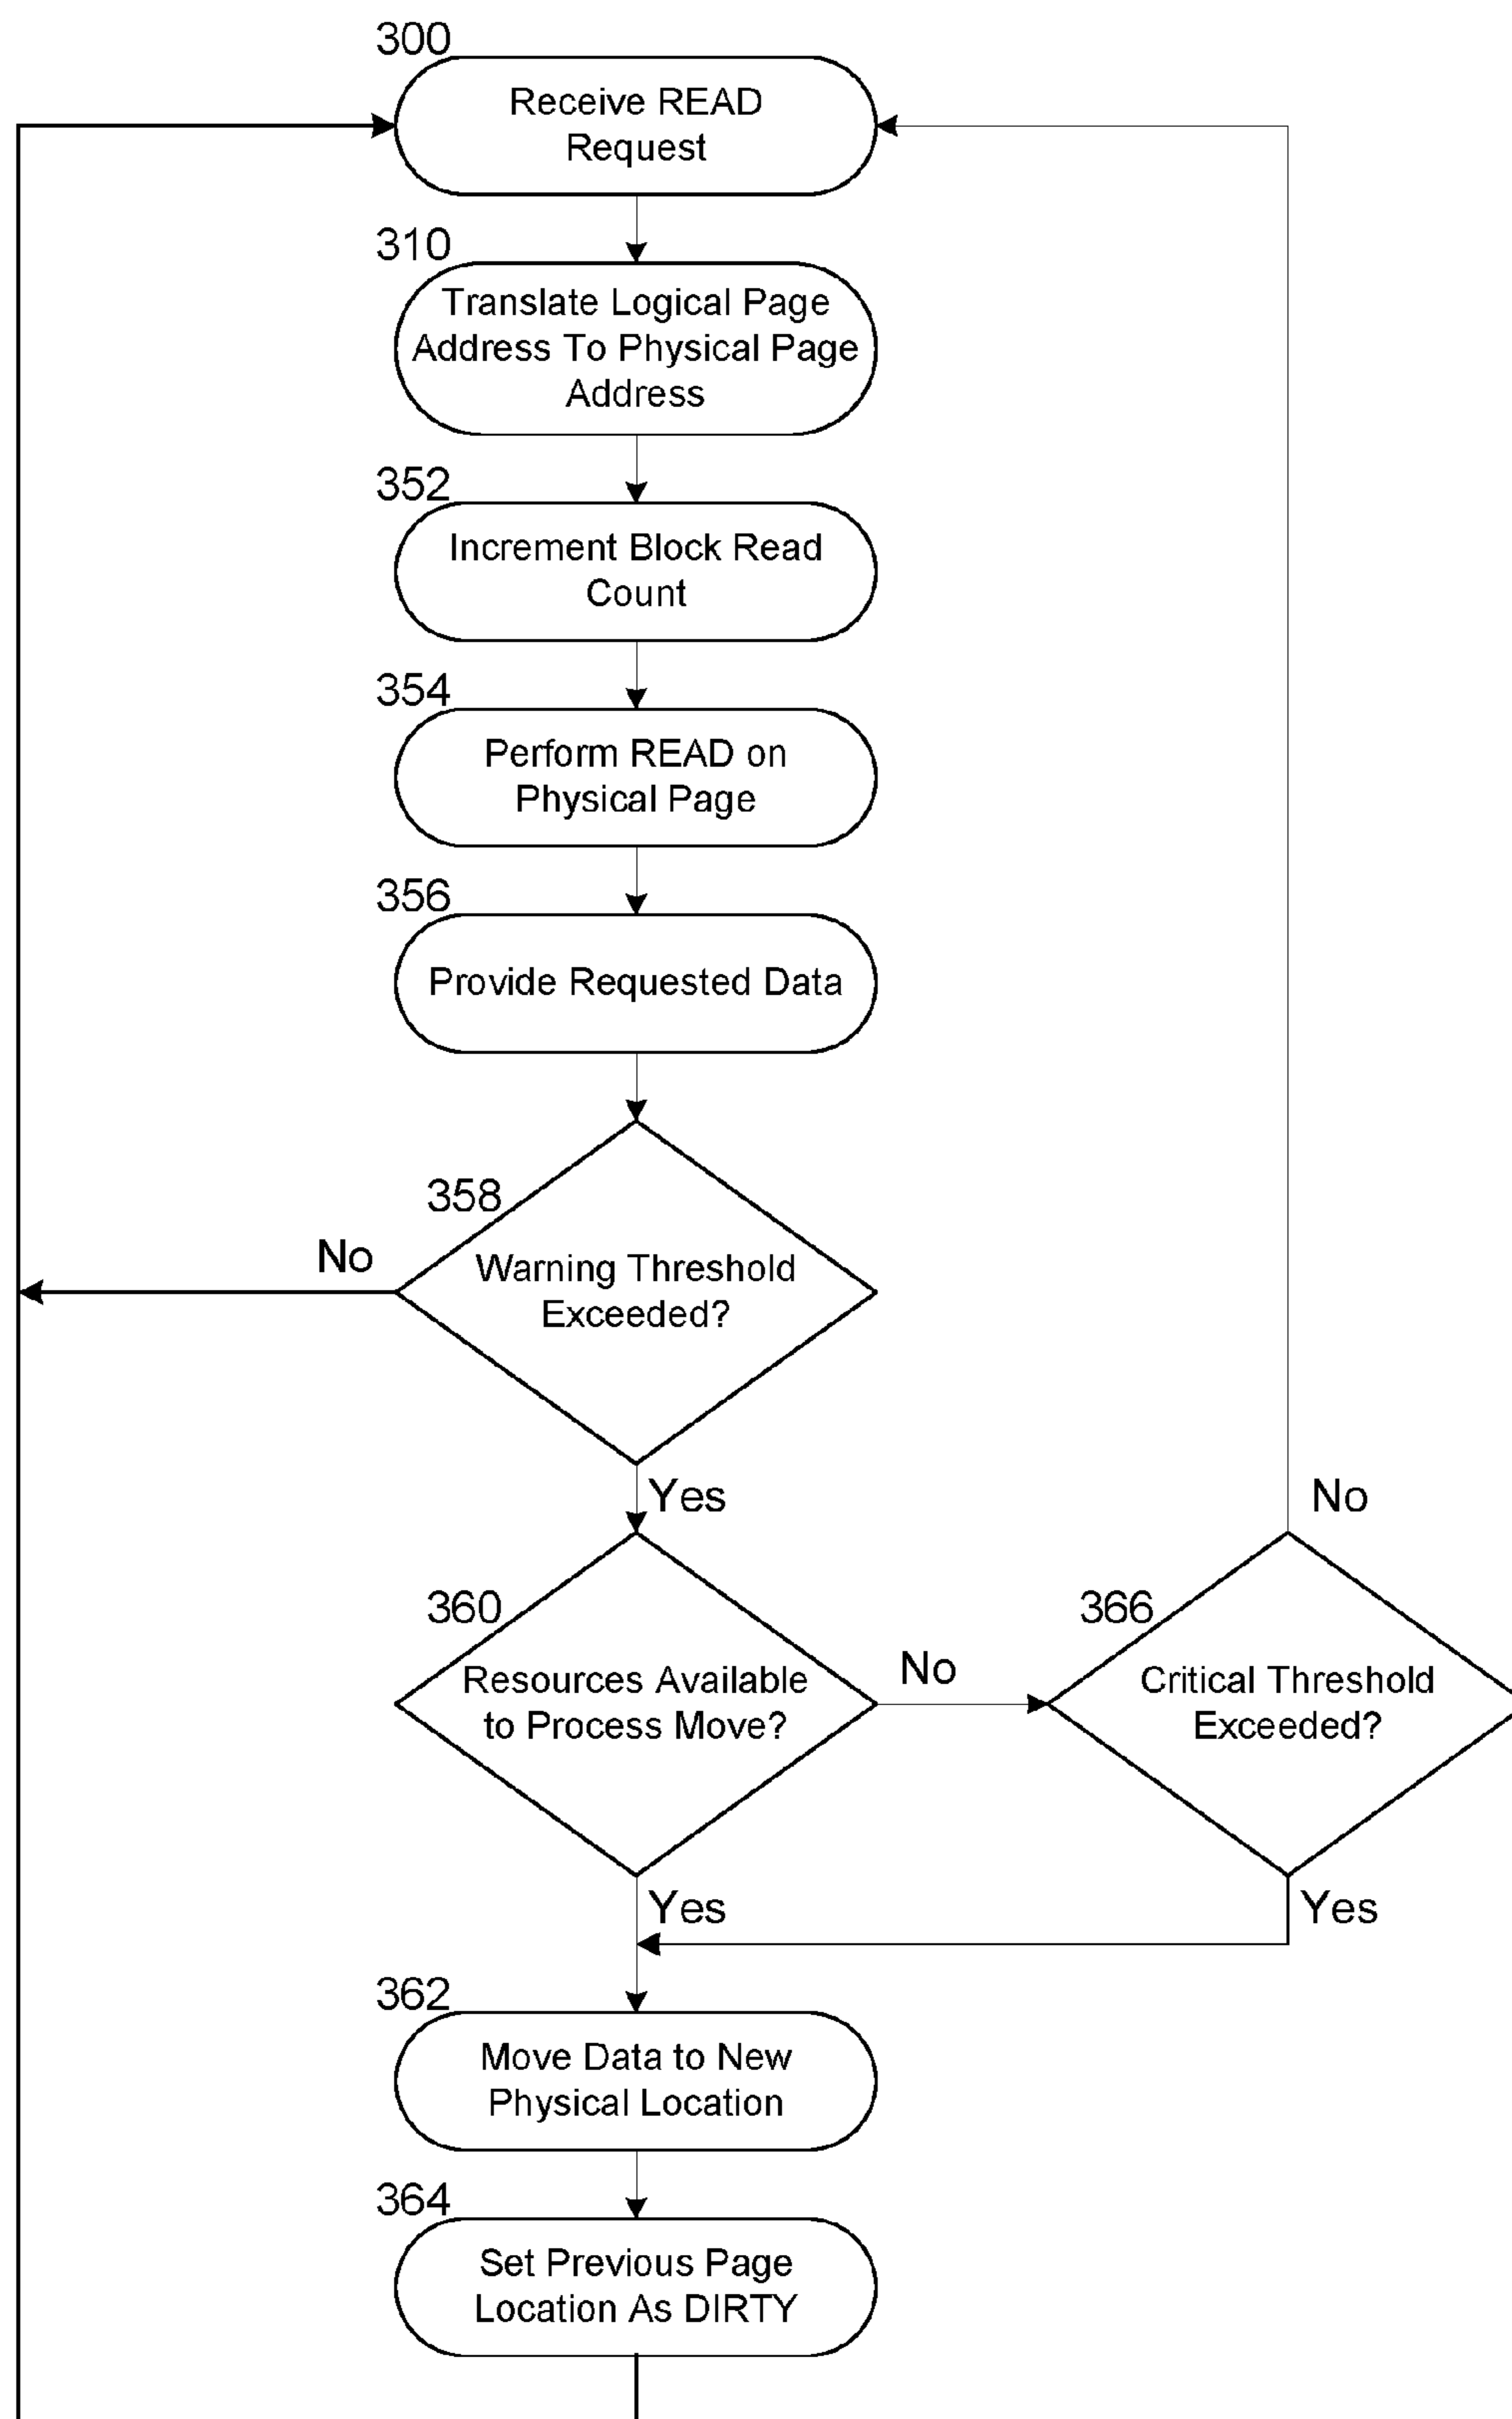 300
Receive READ
Request
310
Translate Logical Page
Address To Physical Page
Address
352
Increment Block Read
Count
354
Perform READ on
Physical Page
356
Provide Requested Data
358
No
Warning Threshold
Exceeded?
Yes
No
360
366
Resources Available
to Process Move?
No
Critical Threshold
Exceeded?
Yes
Yes
362
Move Data to New
Physical Location
364
Set Previous Page
Location As DIRTY